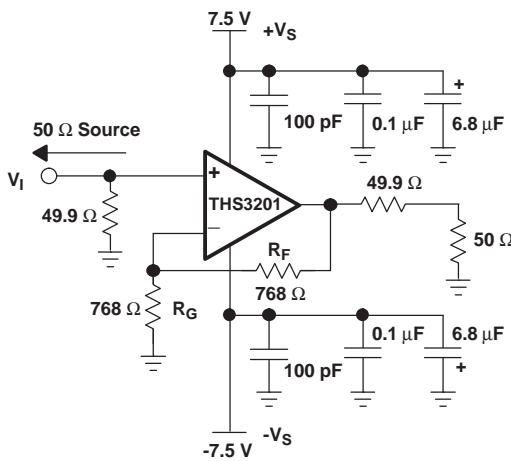 7.5 V
+VS
+
50 Ω Source
100 pF
0.1 µF
6.8 µF
VI
+
THS3201
−
49.9 Ω
49.9 Ω
50 Ω
RF
768 Ω
768 Ω
RG
0.1 µF
6.8 µF
100 pF
+
-7.5 V
-VS